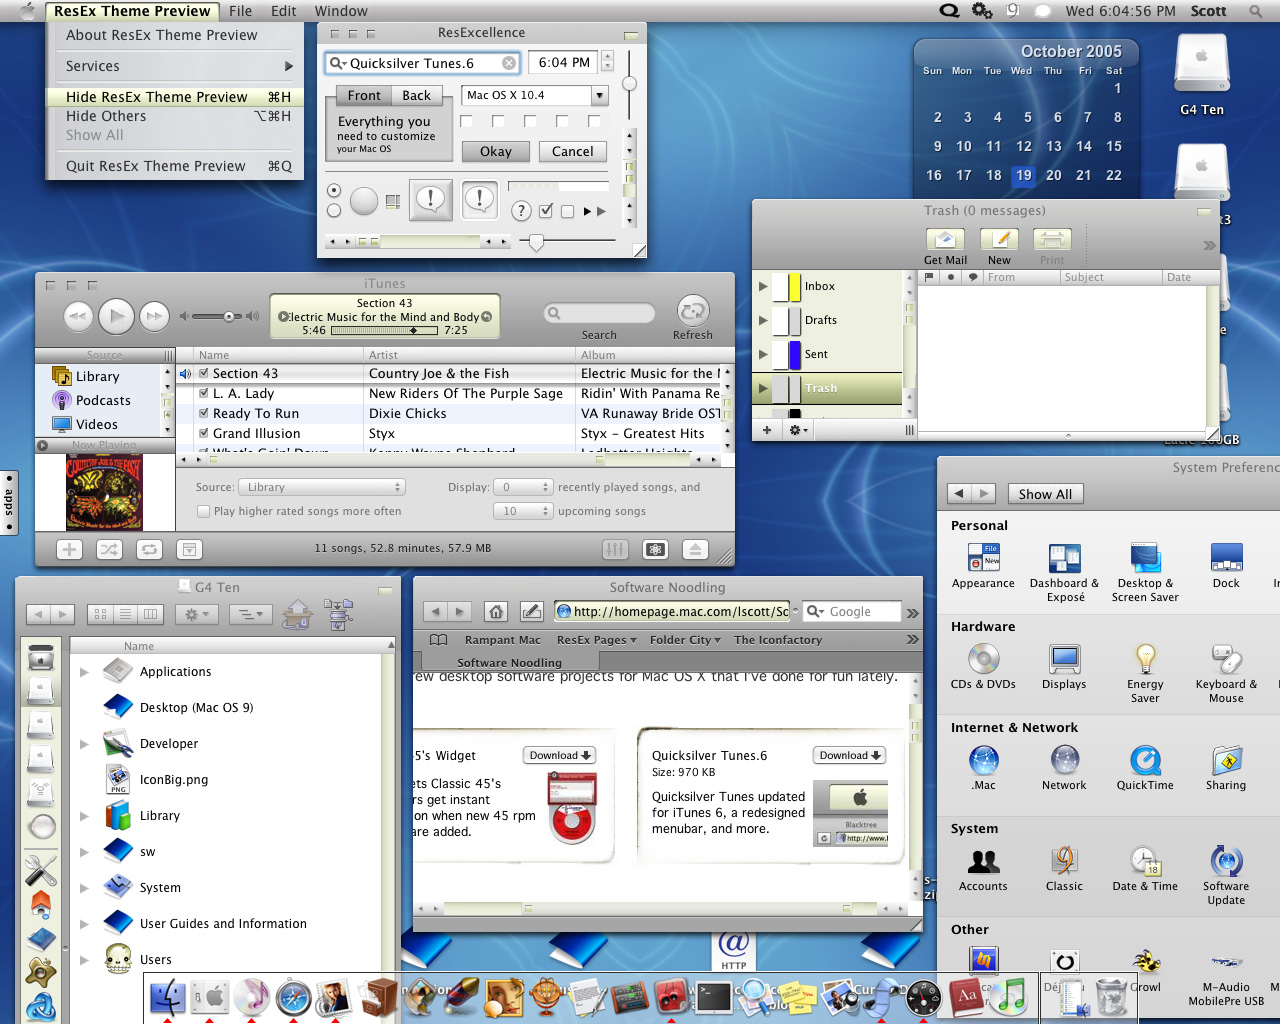 ResEx Theme Preview File Edit Window
Wed 6:04:56 PM Scott
About ResEx Theme Preview
Services
Hide ResEx Theme Preview ⌘H
Hide Others ⌥⌘H
Show All
Quit ResEx Theme Preview ⌘Q
ResExcellence
Quicksilver Tunes.6
6:04 PM
Front Back
Mac OS X 10.4
Everything you
need to customize
your Mac OS
Okay Cancel
October 2005
Sun Mon Tue Wed Thu Fri Sat
1
2 3 4 5 6 7 8
9 10 11 12 13 14 15
16 17 18 19 20 21 22
G4 Ten
Trash (0 messages)
Get Mail New Print
From Subject Date
Inbox
Drafts
Sent
Trash
iTunes
Section 43
Electric Music for the Mind and Body
5:46 7:25
Search
Refresh
Source
Name Artist Album
Library
Podcasts
Videos
Section 43 Country Joe & the Fish Electric Music for the M
L. A. Lady New Riders Of The Purple Sage Ridin' With Panama Re
Ready To Run Dixie Chicks VA Runaway Bride OST
Grand Illusion Styx Styx – Greatest Hits
What's Goin' Down Kenny Wayne Shepherd Ledbetter Heights
Now Playing
COUNTRY JOE & THE FISH
Source: Library
Display: 0 recently played songs, and
Play higher rated songs more often
10 upcoming songs
11 songs, 52.8 minutes, 57.9 MB
apps
G4 Ten
Name
Applications
Desktop (Mac OS 9)
Developer
IconBig.png
PNG
Library
sw
System
User Guides and Information
Users
Software Noodling
http://homepage.mac.com/lscott/Sc
Google
Rampant Mac ResEx Pages Folder City The Iconfactory
Software Noodling
ew desktop software projects for Mac OS X that I've done for fun lately.
5's Widget
Download
ets Classic 45's
rs get instant
on when new 45 rpm
are added.
Quicksilver Tunes.6
Size: 970 KB
Download
Quicksilver Tunes updated
for iTunes 6, a redesigned
menubar, and more.
Blacktree
System Preferenc
Show All
Personal
Appearance
Dashboard &
Exposé
Desktop &
Screen Saver
Dock
Hardware
CDs & DVDs
Displays
Energy
Saver
Keyboard &
Mouse
Internet & Network
.Mac
Network
QuickTime
Sharing
System
Accounts
Classic
Date & Time
Software
Update
Other
Growl
M-Audio
MobilePre USB
HTTP